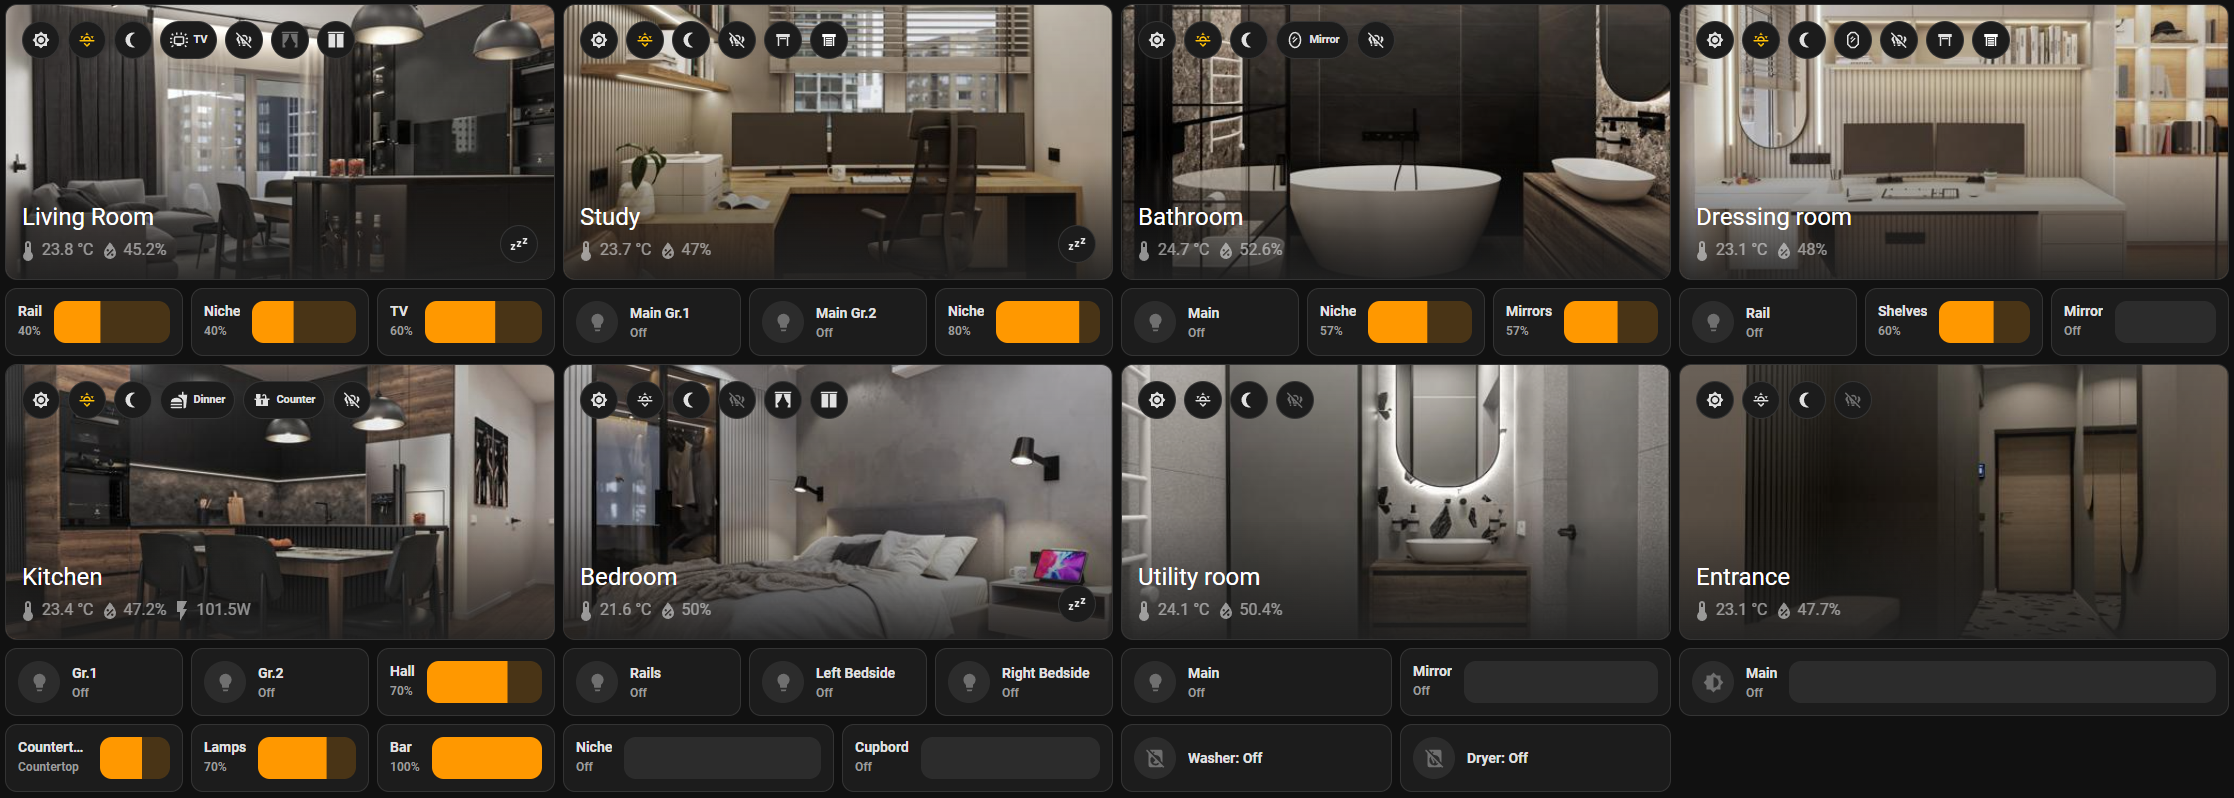 TV
Living Room
23.8 °C 45.2%
zzz
Study
23.7 °C 47%
zzz
Mirror
Bathroom
24.7 °C 52.6%
Dressing room
23.1 °C 48%
Rail
40%
Niche
40%
TV
60%
Main Gr.1
Off
Main Gr.2
Off
Niche
80%
Main
Off
Niche
57%
Mirrors
57%
Rail
Off
Shelves
60%
Mirror
Off
Dinner
Counter
Kitchen
23.4 °C 47.2% 101.5W
Bedroom
21.6 °C 50%
zzz
Utility room
24.1 °C 50.4%
Entrance
23.1 °C 47.7%
Gr.1
Off
Gr.2
Off
Hall
70%
Rails
Off
Left Bedside
Off
Right Bedside
Off
Main
Off
Mirror
Off
Main
Off
Countert...
Countertop
Lamps
70%
Bar
100%
Niche
Off
Cupbord
Off
Washer: Off
Dryer: Off